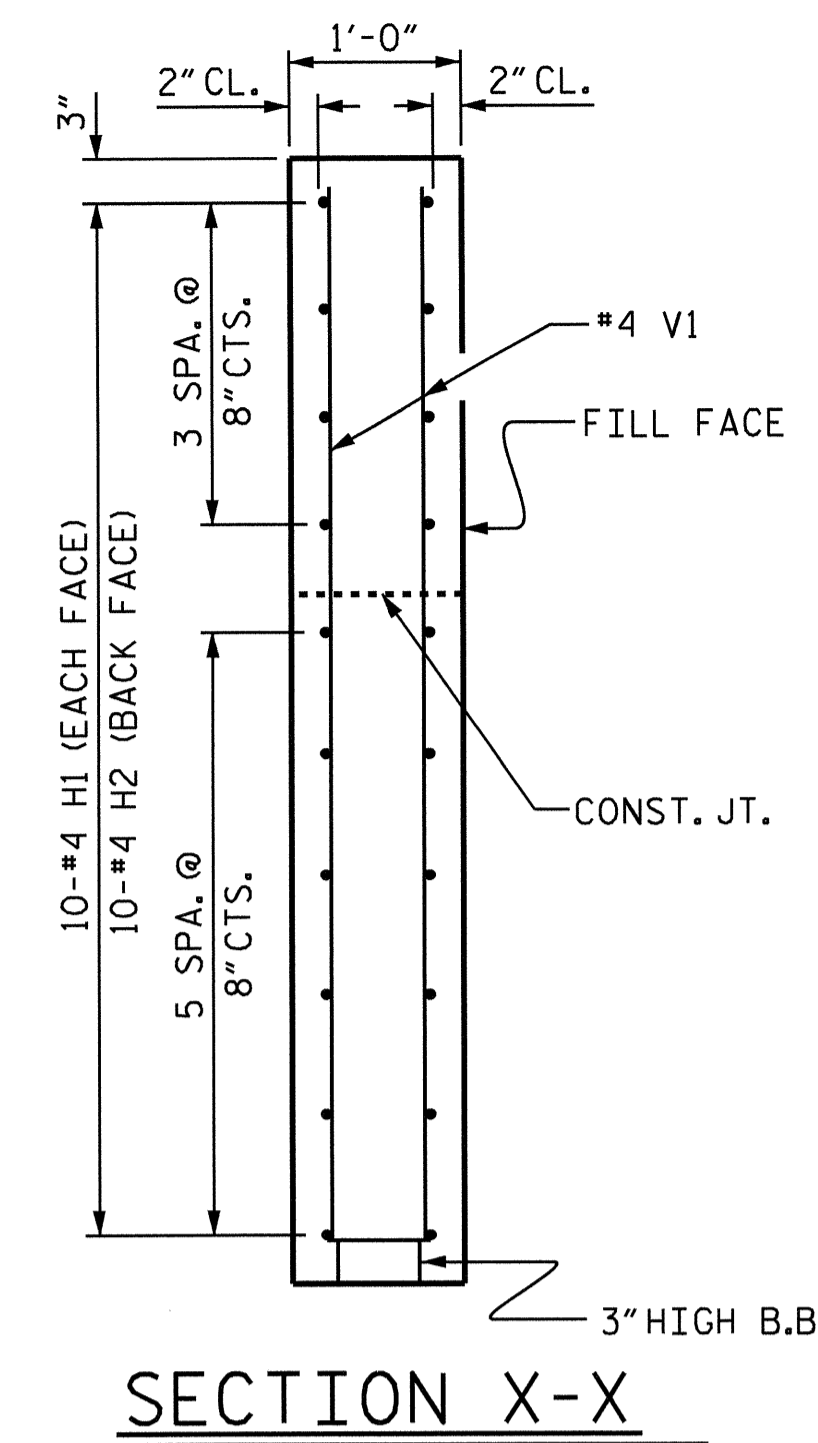 1'-0"
2" CL.
2" CL.
3"
3 SPA. @
8" CTS.
#4 V1
FILL FACE
10-#4 H1 (EACH FACE)
10-#4 H2 (BACK FACE)
CONST. JT.
5 SPA. @
8" CTS.
3" HIGH B.B
SECTION X-X